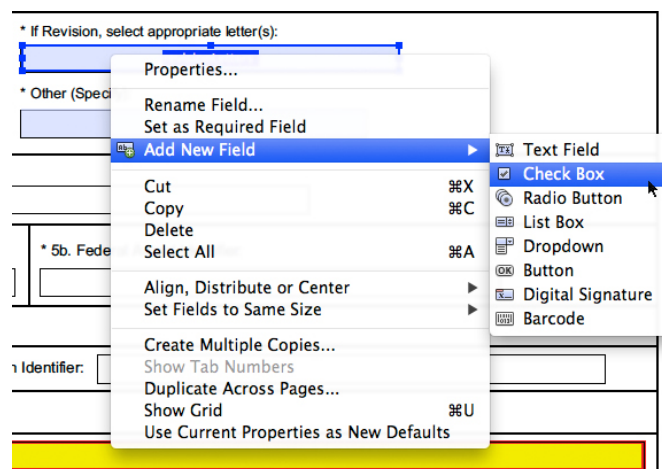 * If Revision, select appropriate letter(s):
Properties...
* Other (Speci
Rename Field...
Set as Required Field
Add New Field
Text Field
Check Box
Radio Button
List Box
Dropdown
OK Button
Digital Signature
Barcode
Cut ⌘X
Copy ⌘C
Delete
Select All ⌘A
* 5b. Fede
Align, Distribute or Center
Set Fields to Same Size
Create Multiple Copies...
Show Tab Numbers
n Identifier:
Duplicate Across Pages...
Show Grid ⌘U
Use Current Properties as New Defaults